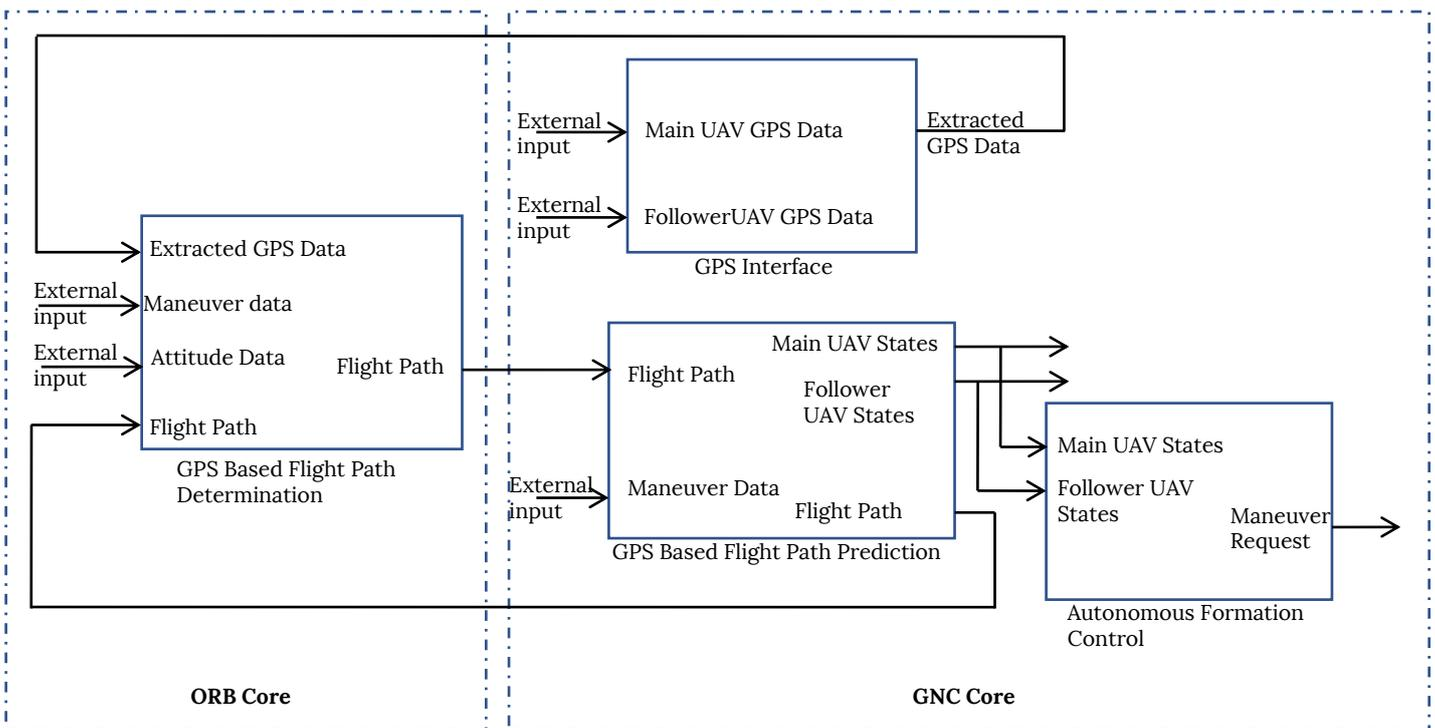 External
input
Main UAV GPS Data
Extracted
GPS Data
External
input
FollowerUAV GPS Data
GPS Interface
Extracted GPS Data
External
input
Maneuver data
External
input
Attitude Data
Flight Path
Flight Path
GPS Based Flight Path
Determination
Main UAV States
Flight Path
Follower
UAV States
External
input
Maneuver Data
Flight Path
GPS Based Flight Path Prediction
Main UAV States
Follower UAV
States
Maneuver
Request
Autonomous Formation
Control
ORB Core
GNC Core